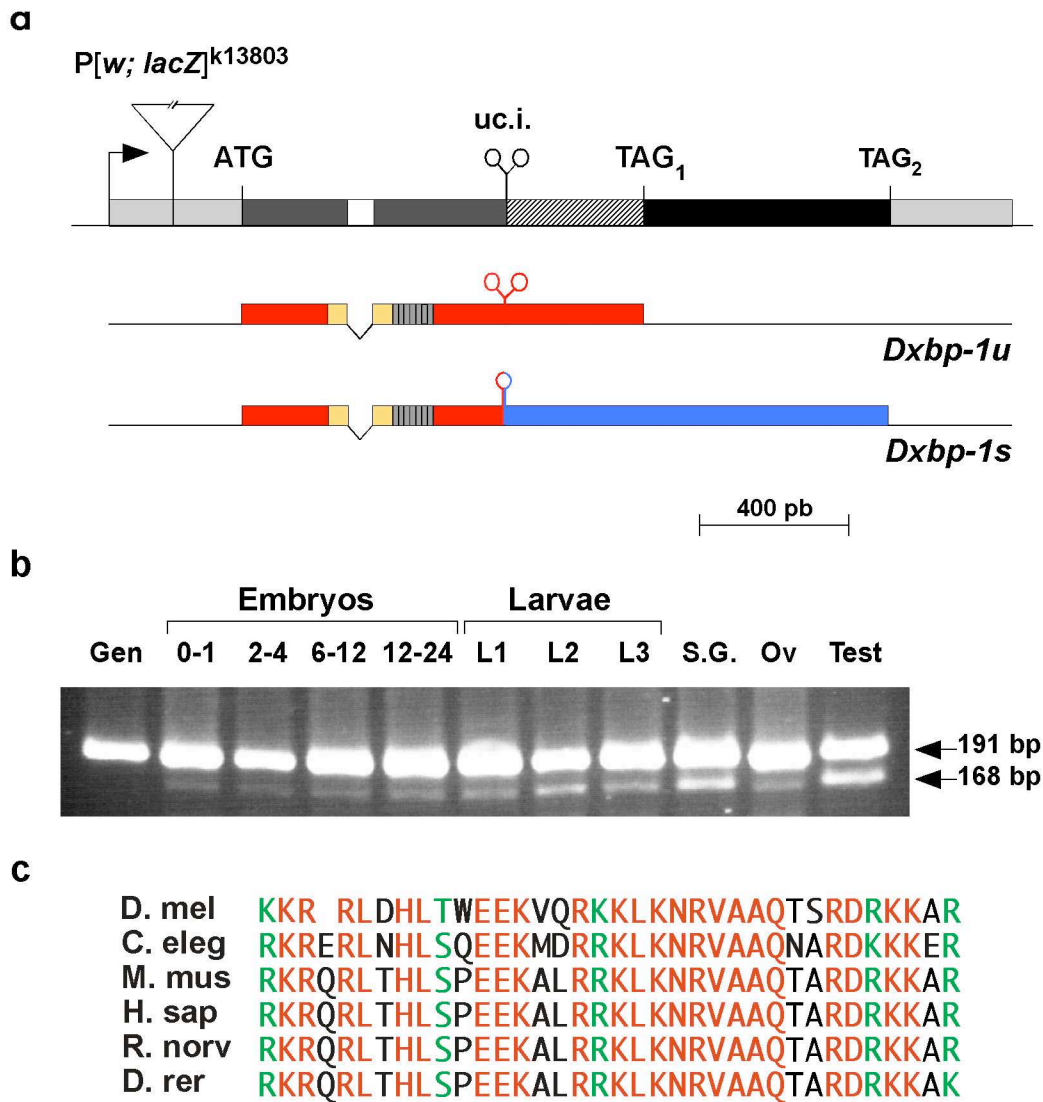 a
P[w; lacZ]k13803
uc.i.
ATG
TAG1
TAG2
Dxbp-1u
Dxbp-1s
400 pb
b
Embryos Larvae
Gen 0-1 2-4 6-12 12-24 L1 L2 L3 S.G. Ov Test
191 bp
168 bp
c
D. mel KKR RLDHLTWEEKVQRKKLKNRVAAQTSRDRKKAR
C. eleg RKRERLNHLSQEEKMDRRKLKNRVAAQNARDKKKER
M. mus RKRQRLTHLSPEEKALRRKLKNRVAAQTARDRKKAR
H. sap RKRQRLTHLSPEEKALRRKLKNRVAAQTARDRKKAR
R. norv RKRQRLTHLSPEEKALRRKLKNRVAAQTARDRKKAR
D. rer RKRQRLTHLSPEEKALRRKLKNRVAAQTARDRKKAK